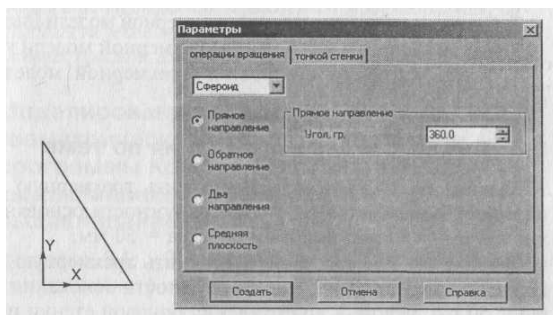 Параметры
операции вращения
тонкой стенки
Сфероид
Прямое направление
Прямое
направление
Угол, гр.
360.0
Обратное
направление
Два
направления
Средняя
плоскость
Y
X
Создать
Отмена
Справка